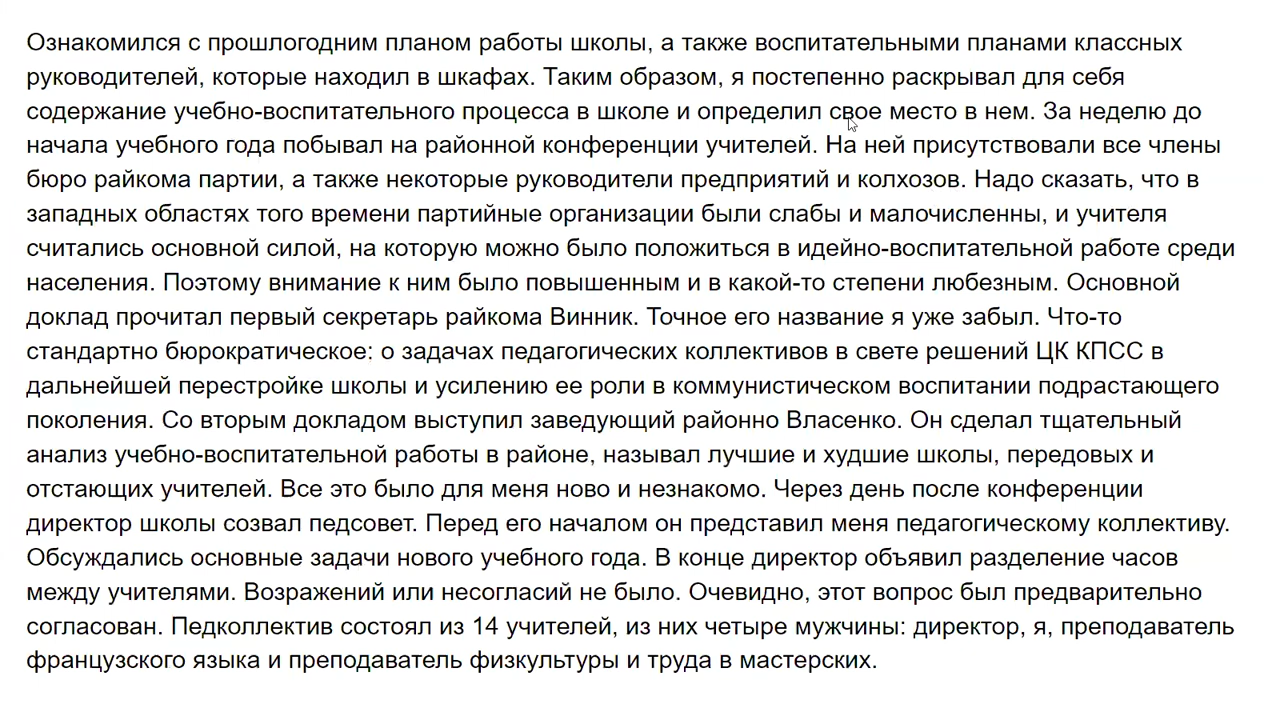 Ознакомился с прошлогодним планом работы школы, а также воспитательными планами классных
руководителей, которые находил в шкафах. Таким образом, я постепенно раскрывал для себя
содержание учебно-воспитательного процесса в школе и определил свое место в нем. За неделю до
начала учебного года побывал на районной конференции учителей. На ней присутствовали все члены
бюро райкома партии, а также некоторые руководители предприятий и колхозов. Надо сказать, что в
западных областях того времени партийные организации были слабы и малочисленны, и учителя
считались основной силой, на которую можно было положиться в идейно-воспитательной работе среди
населения. Поэтому внимание к ним было повышенным и в какой-то степени любезным. Основной
доклад прочитал первый секретарь райкома Винник. Точное его название я уже забыл. Что-то
стандартно бюрократическое: о задачах педагогических коллективов в свете решений ЦК КПСС в
дальнейшей перестройке школы и усилению ее роли в коммунистическом воспитании подрастающего
поколения. Со вторым докладом выступил заведующий районно Власенко. Он сделал тщательный
анализ учебно-воспитательной работы в районе, называл лучшие и худшие школы, передовых и
отстающих учителей. Все это было для меня ново и незнакомо. Через день после конференции
директор школы созвал педсовет. Перед его началом он представил меня педагогическому коллективу.
Обсуждались основные задачи нового учебного года. В конце директор объявил разделение часов
между учителями. Возражений или несогласий не было. Очевидно, этот вопрос был предварительно
согласован. Педколлектив состоял из 14 учителей, из них четыре мужчины: директор, я, преподаватель
французского языка и преподаватель физкультуры и труда в мастерских.